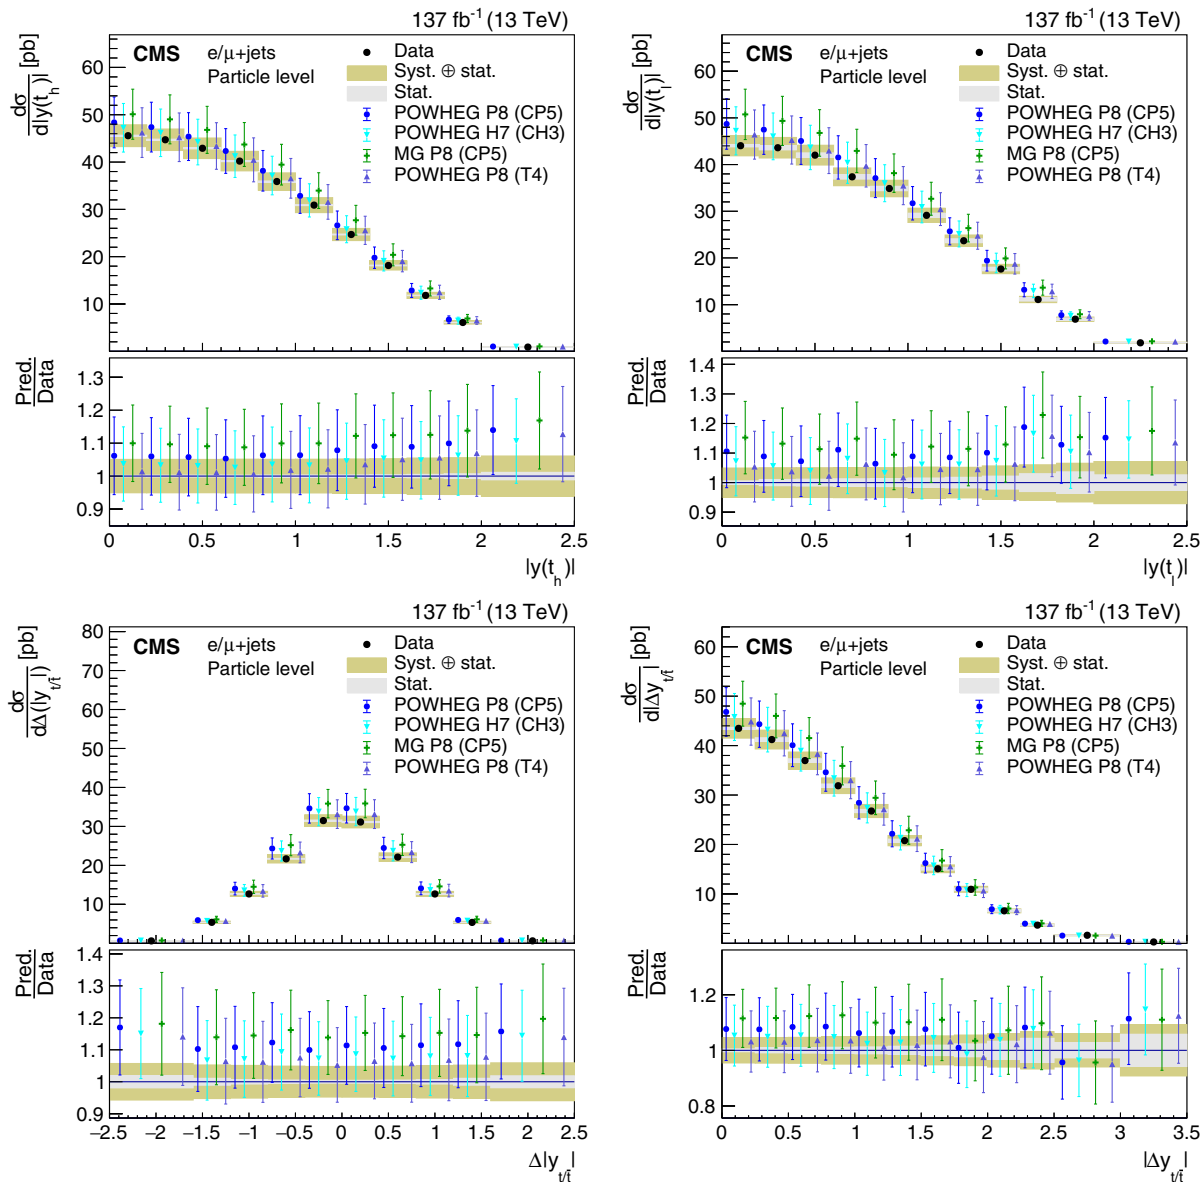 137 fb⁻¹ (13 TeV)
CMS
e/μ+jets
Particle level
Data
Syst. ⊕ stat.
Stat.
POWHEG P8 (CP5)
POWHEG H7 (CH3)
MG P8 (CP5)
POWHEG P8 (T4)
dσ/d|y(t_h)| [pb]
60
50
40
30
20
10
Pred./Data
1.3
1.2
1.1
1
0.9
0 0.5 1 1.5 2 2.5
|y(t_h)|
137 fb⁻¹ (13 TeV)
CMS
e/μ+jets
Particle level
Data
Syst. ⊕ stat.
Stat.
POWHEG P8 (CP5)
POWHEG H7 (CH3)
MG P8 (CP5)
POWHEG P8 (T4)
dσ/d|y(t_l)| [pb]
60
50
40
30
20
10
Pred./Data
1.4
1.3
1.2
1.1
1
0.9
0 0.5 1 1.5 2 2.5
|y(t_l)|
137 fb⁻¹ (13 TeV)
CMS
e/μ+jets
Particle level
Data
Syst. ⊕ stat.
Stat.
POWHEG P8 (CP5)
POWHEG H7 (CH3)
MG P8 (CP5)
POWHEG P8 (T4)
dσ/dΔ(|y_t/t̄|) [pb]
80
70
60
50
40
30
20
10
Pred./Data
1.4
1.3
1.2
1.1
1
0.9
−2.5 −2 −1.5 −1 −0.5 0 0.5 1 1.5 2 2.5
Δ|y_t/t̄|
137 fb⁻¹ (13 TeV)
CMS
e/μ+jets
Particle level
Data
Syst. ⊕ stat.
Stat.
POWHEG P8 (CP5)
POWHEG H7 (CH3)
MG P8 (CP5)
POWHEG P8 (T4)
dσ/d|Δy_t/t̄| [pb]
60
50
40
30
20
10
Pred./Data
1.2
1
0.8
0 0.5 1 1.5 2 2.5 3 3.5
|Δy_t/t̄|